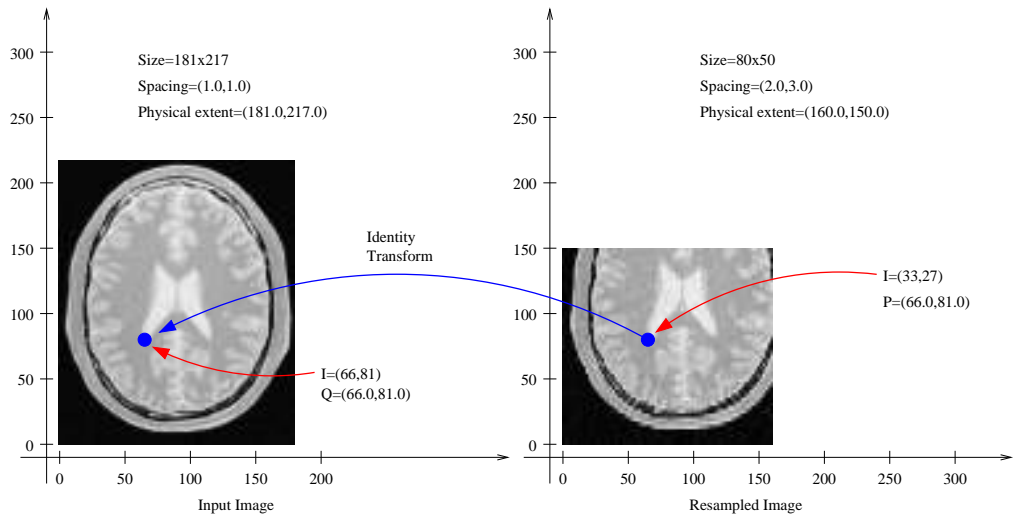 300
250
200
150
100
50
0
0 50 100 150 200
Input Image
Size=181x217
Spacing=(1.0,1.0)
Physical extent=(181.0,217.0)
I=(66,81)
Q=(66.0,81.0)
Identity
Transform
300
250
200
150
100
50
0
0 50 100 150 200 250 300
Resampled Image
Size=80x50
Spacing=(2.0,3.0)
Physical extent=(160.0,150.0)
I=(33,27)
P=(66.0,81.0)